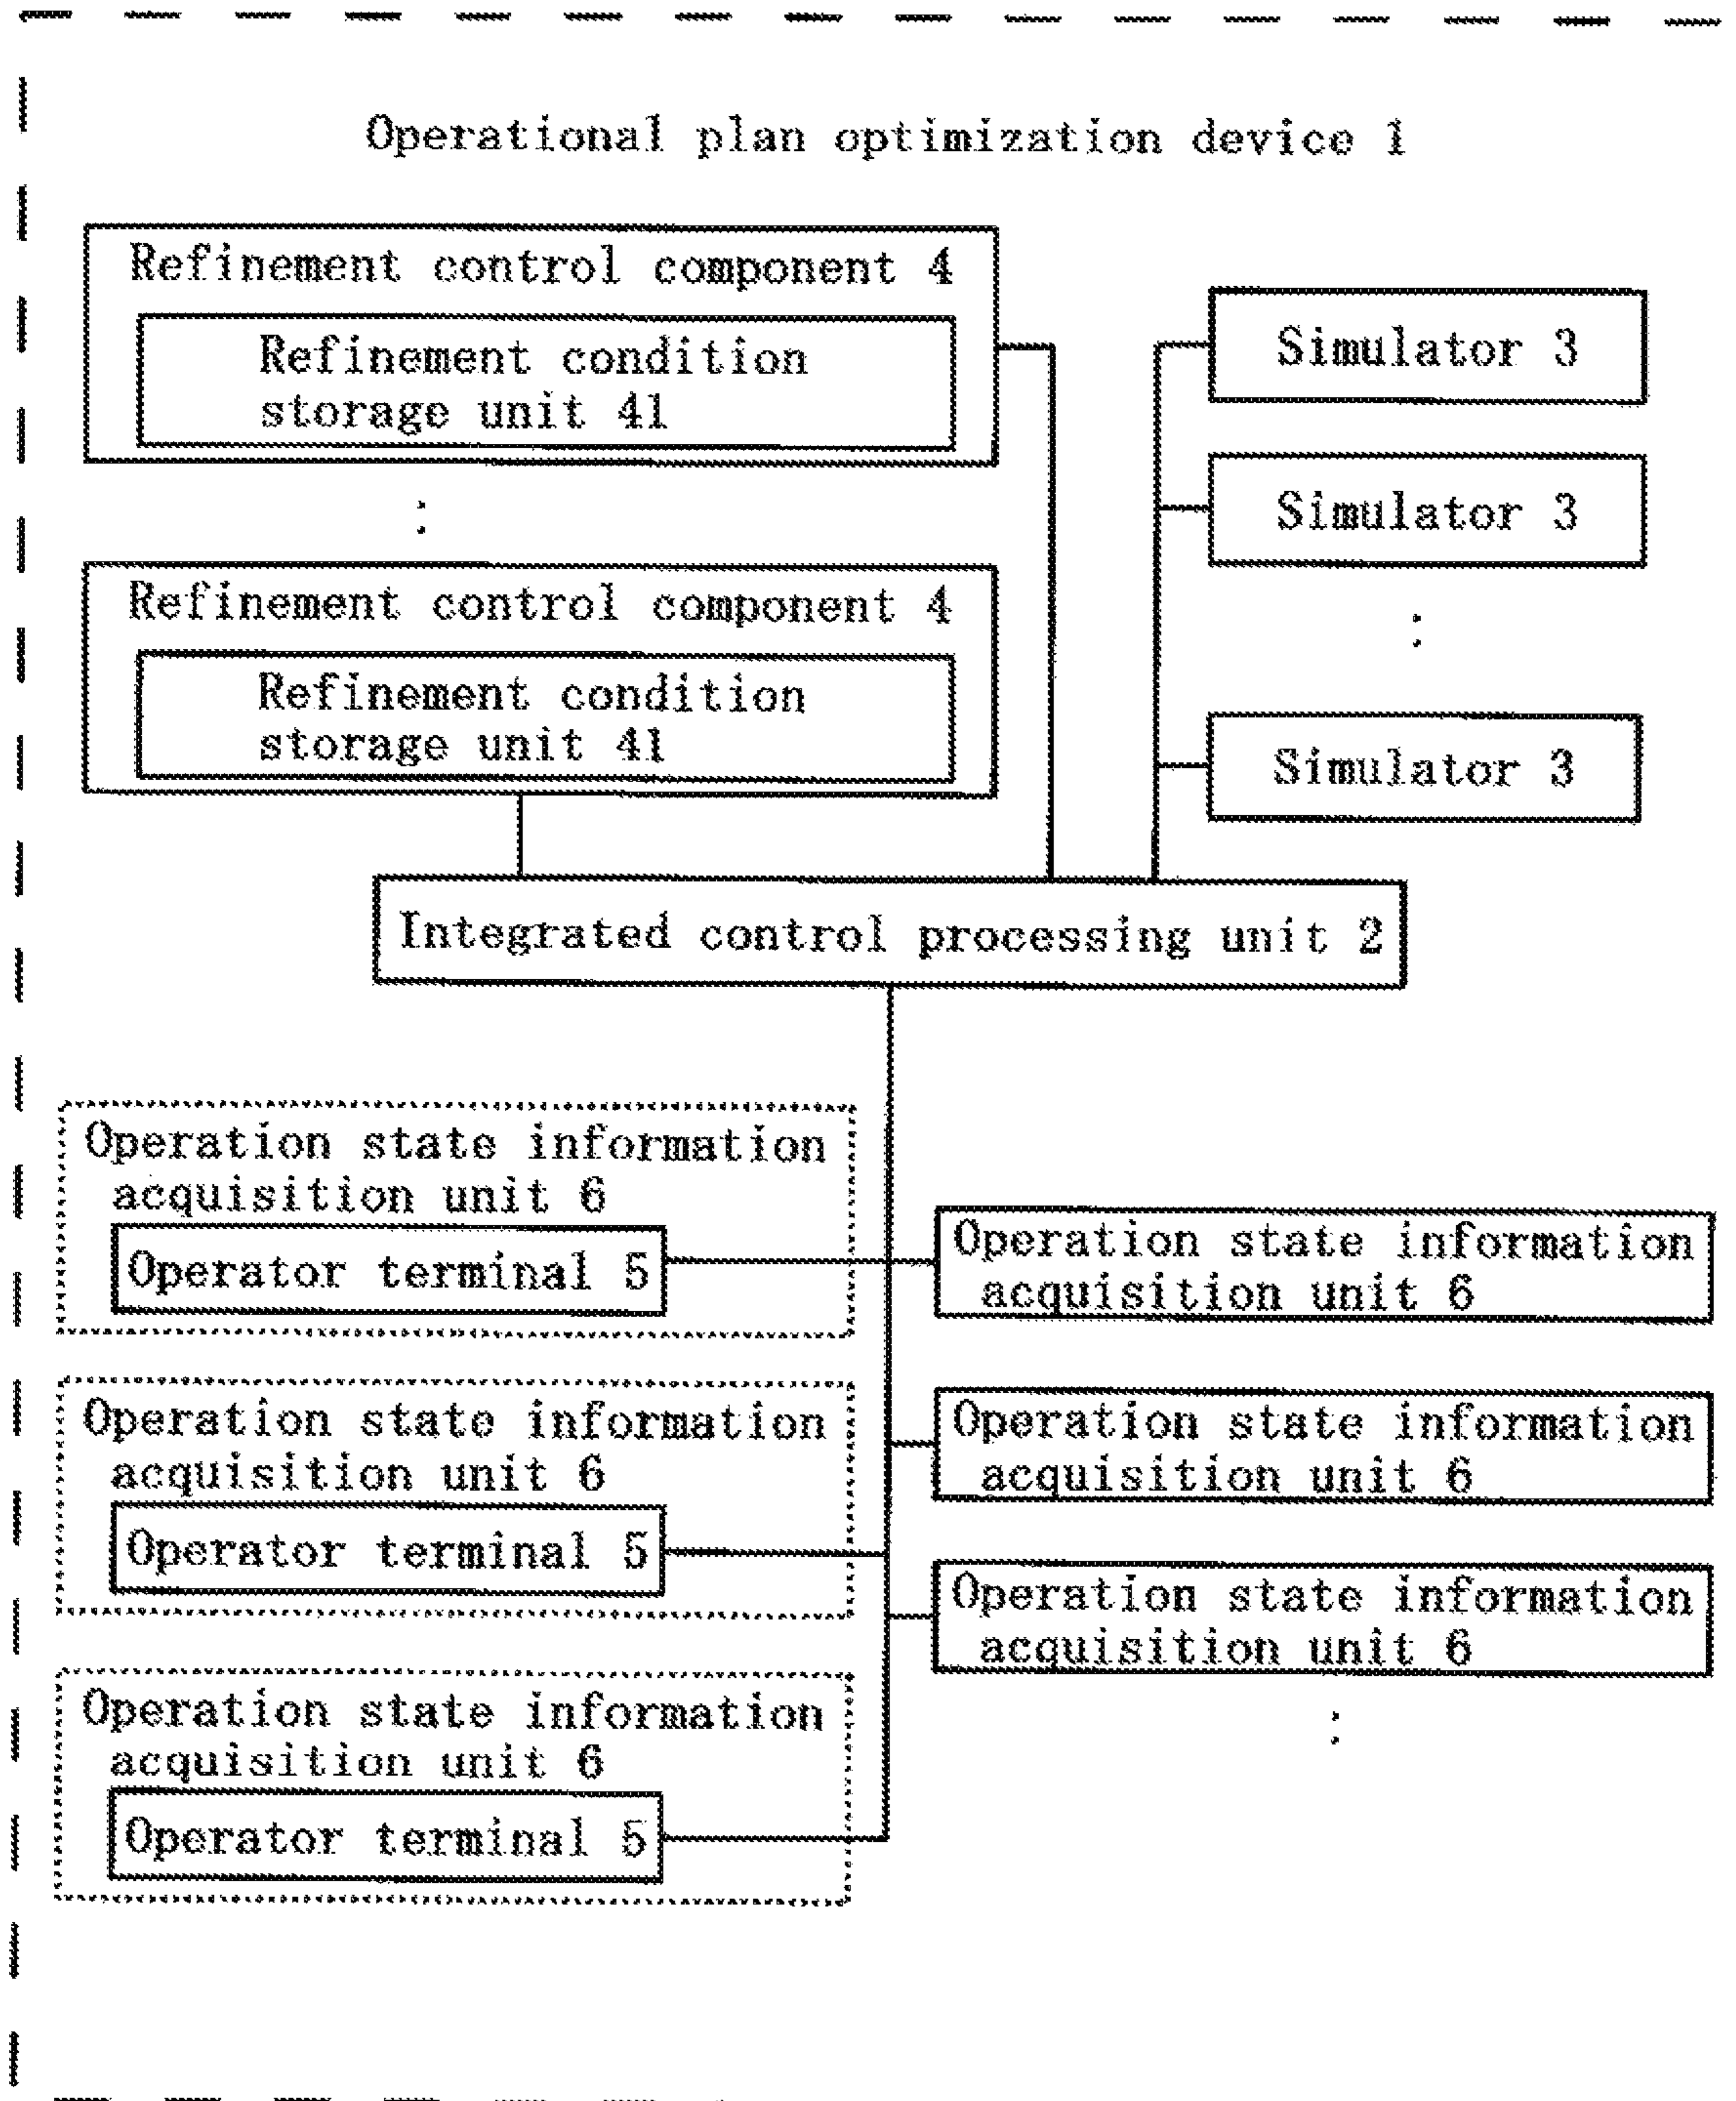 Operational plan optimization device 1
Refinement control component 4
Refinement condition
storage unit 41
:
Refinement control component 4
Refinement condition
storage unit 41
Simulator 3
Simulator 3
:
Simulator 3
Integrated control processing unit 2
Operation state information
acquisition unit 6
Operator terminal 5
Operation state information
acquisition unit 6
Operator terminal 5
Operation state information
acquisition unit 6
Operator terminal 5
Operation state information
acquisition unit 6
Operation state information
acquisition unit 6
Operation state information
acquisition unit 6
: